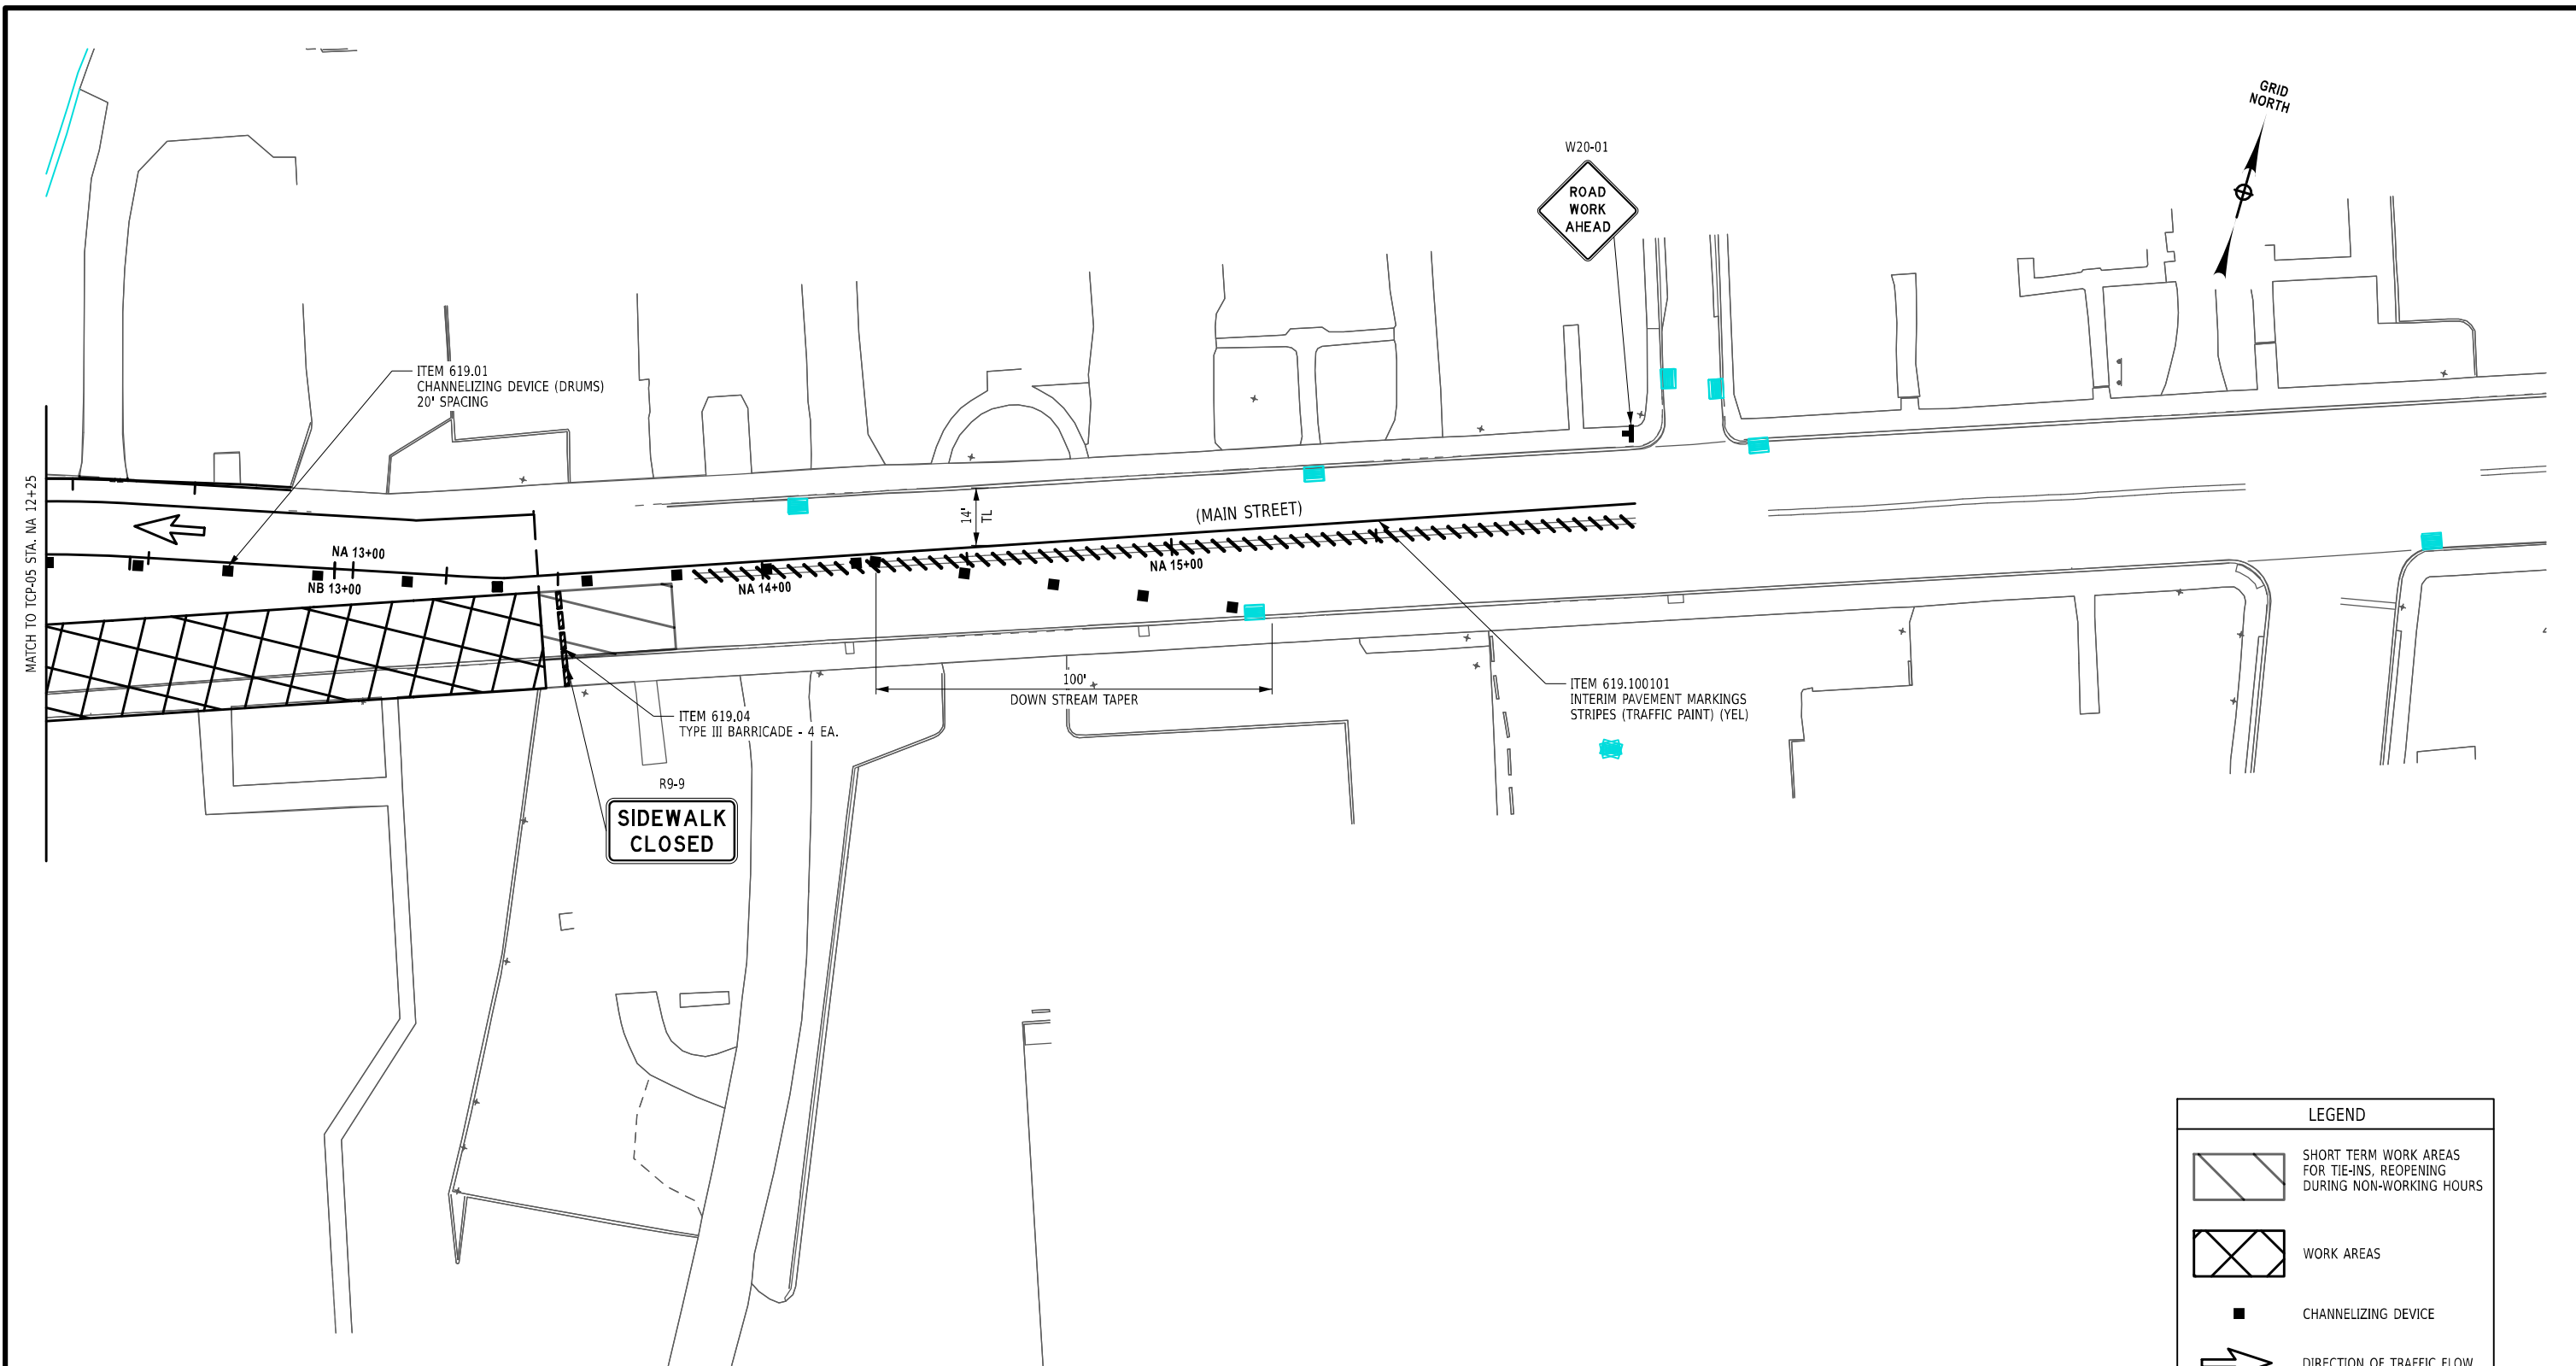 GRID
NORTH
W20-01
ROAD
WORK
AHEAD
ITEM 619.01
CHANNELIZING DEVICE (DRUMS)
20' SPACING
MATCH TO TCP-05 STA. NA 12+25
14'
TL
(MAIN STREET)
NA 13+00
NB 13+00
NA 14+00
NA 15+00
100'
DOWN STREAM TAPER
ITEM 619.100101
INTERIM PAVEMENT MARKINGS
STRIPES (TRAFFIC PAINT) (YEL)
ITEM 619.04
TYPE III BARRICADE - 4 EA.
R9-9
SIDEWALK
CLOSED
LEGEND
SHORT TERM WORK AREAS
FOR TIE-INS, REOPENING
DURING NON-WORKING HOURS
WORK AREAS
CHANNELIZING DEVICE
DIRECTION OF TRAFFIC FLOW